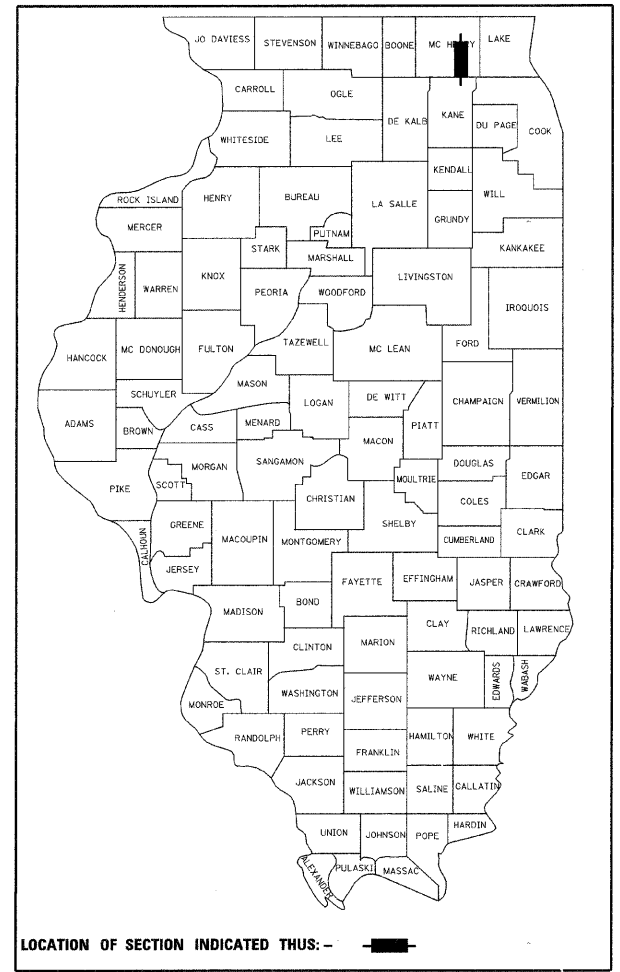 JO DAVIESS
STEVENSON
WINNEBAGO
BOONE
MC HENRY
LAKE
CARROLL
OGLE
DE KALB
KANE
DU PAGE
COOK
WHITESIDE
LEE
KENDALL
WILL
ROCK ISLAND
HENRY
BUREAU
LA SALLE
GRUNDY
MERCER
PUTNAM
STARK
MARSHALL
KANKAKEE
HENDERSON
WARREN
KNOX
PEORIA
WOODFORD
LIVINGSTON
IROQUOIS
HANCOCK
MC DONOUGH
FULTON
TAZEWELL
MC LEAN
FORD
SCHUYLER
MASON
LOGAN
DE WITT
CHAMPAIGN
VERMILION
ADAMS
BROWN
CASS
MENARD
MACON
PIATT
MORGAN
SANGAMON
DOUGLAS
EDGAR
PIKE
SCOTT
CHRISTIAN
MOULTRIE
COLES
GREENE
MACOUPIN
MONTGOMERY
SHELBY
CUMBERLAND
CLARK
CALHOUN
JERSEY
FAYETTE
EFFINGHAM
JASPER
CRAWFORD
MADISON
BOND
CLAY
RICHLAND
LAWRENCE
CLINTON
MARION
ST. CLAIR
WAYNE
EDWARDS
WABASH
WASHINGTON
JEFFERSON
MONROE
RANDOLPH
PERRY
HAMILTON
WHITE
FRANKLIN
JACKSON
WILLIAMSON
SALINE
GALLATIN
UNION
JOHNSON
POPE
HARDIN
ALEXANDER
PULASKI
MASSAC
LOCATION OF SECTION INDICATED THUS: –